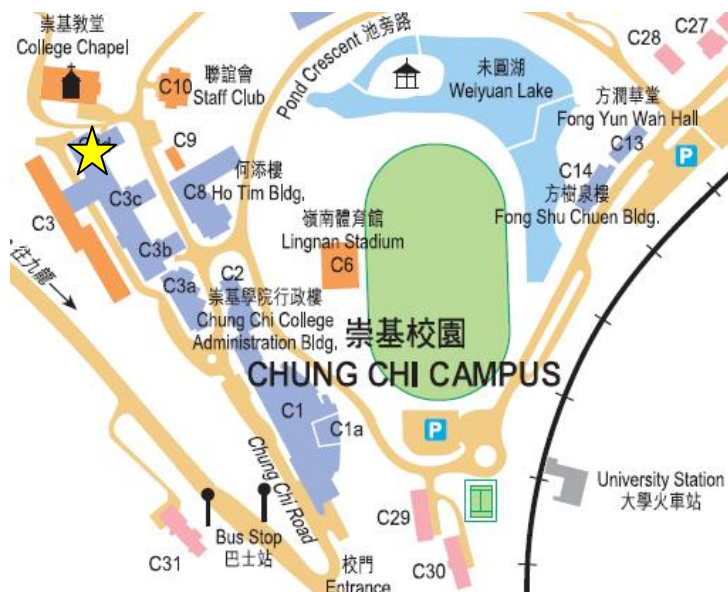 崇基教堂
College Chapel
C10
聯誼會
Staff Club
Pond Crescent 池旁路
未圓湖
Weiyuan Lake
C28
C27
方潤華堂
Fong Yun Wah Hall
C13
P
C9
C14
方樹泉樓
Fong Shu Chuen Bldg.
何添樓
C8 Ho Tim Bldg.
C3
C3c
C3b
C3a
嶺南體育館
Lingnan Stadium
C6
往九龍
C2
崇基學院行政樓
Chung Chi College
Administration Bldg.
崇基校園
CHUNG CHI CAMPUS
C1
C1a
P
Chung Chi Road
University Station
大學火車站
C29
C30
C31
Bus Stop
巴士站
校門
Entrance